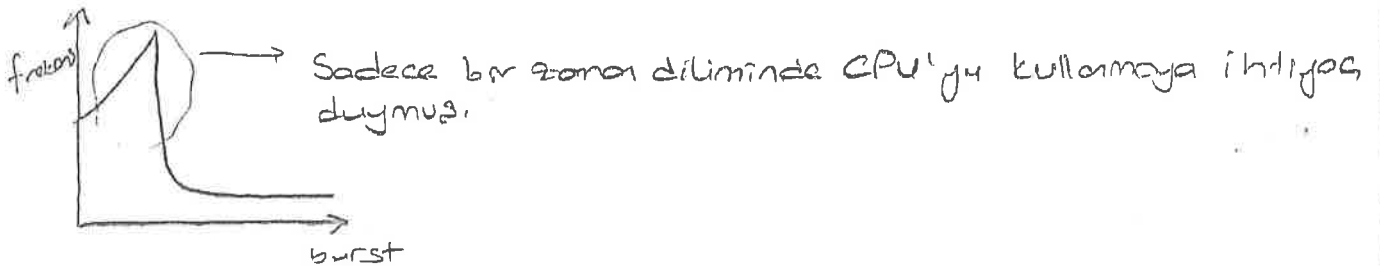 frekans
Sadece bir zaman diliminde CPU'yu kullanmaya ihtiyaç
duymuş.
burst